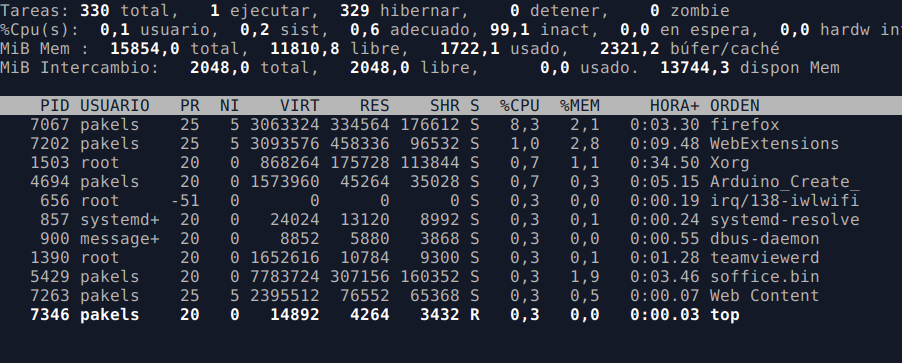 Tareas: 330 total, 1 ejecutar, 329 hibernar, 0 detener, 0 zombie
%Cpu(s): 0,1 usuario, 0,2 sist, 0,6 adecuado, 99,1 inact, 0,0 en espera, 0,0 hardw in
MiB Mem : 15854,0 total, 11810,8 libre, 1722,1 usado, 2321,2 búfer/caché
MiB Intercambio: 2048,0 total, 2048,0 libre, 0,0 usado. 13744,3 dispon Mem
PID USUARIO PR NI VIRT RES SHR S %CPU %MEM HORA+ ORDEN
7067 pakels 25 5 3063324 334564 176612 S 8,3 2,1 0:03.30 firefox
7202 pakels 25 5 3093576 458336 96532 S 1,0 2,8 0:09.48 WebExtensions
1503 root 20 0 868264 175728 113844 S 0,7 1,1 0:34.50 Xorg
4694 pakels 20 0 1573960 45264 35028 S 0,7 0,3 0:05.15 Arduino_Create_
656 root -51 0 0 0 0 S 0,3 0,0 0:00.19 irq/138-iwlwifi
857 systemd+ 20 0 24024 13120 8992 S 0,3 0,1 0:00.24 systemd-resolve
900 message+ 20 0 8852 5880 3868 S 0,3 0,0 0:00.55 dbus-daemon
1390 root 20 0 1652616 10784 9300 S 0,3 0,1 0:01.28 teamviewerd
5429 pakels 20 0 7783724 307156 160352 S 0,3 1,9 0:03.46 soffice.bin
7263 pakels 25 5 2395512 76552 65368 S 0,3 0,5 0:00.07 Web Content
7346 pakels 20 0 14892 4264 3432 R 0,3 0,0 0:00.03 top